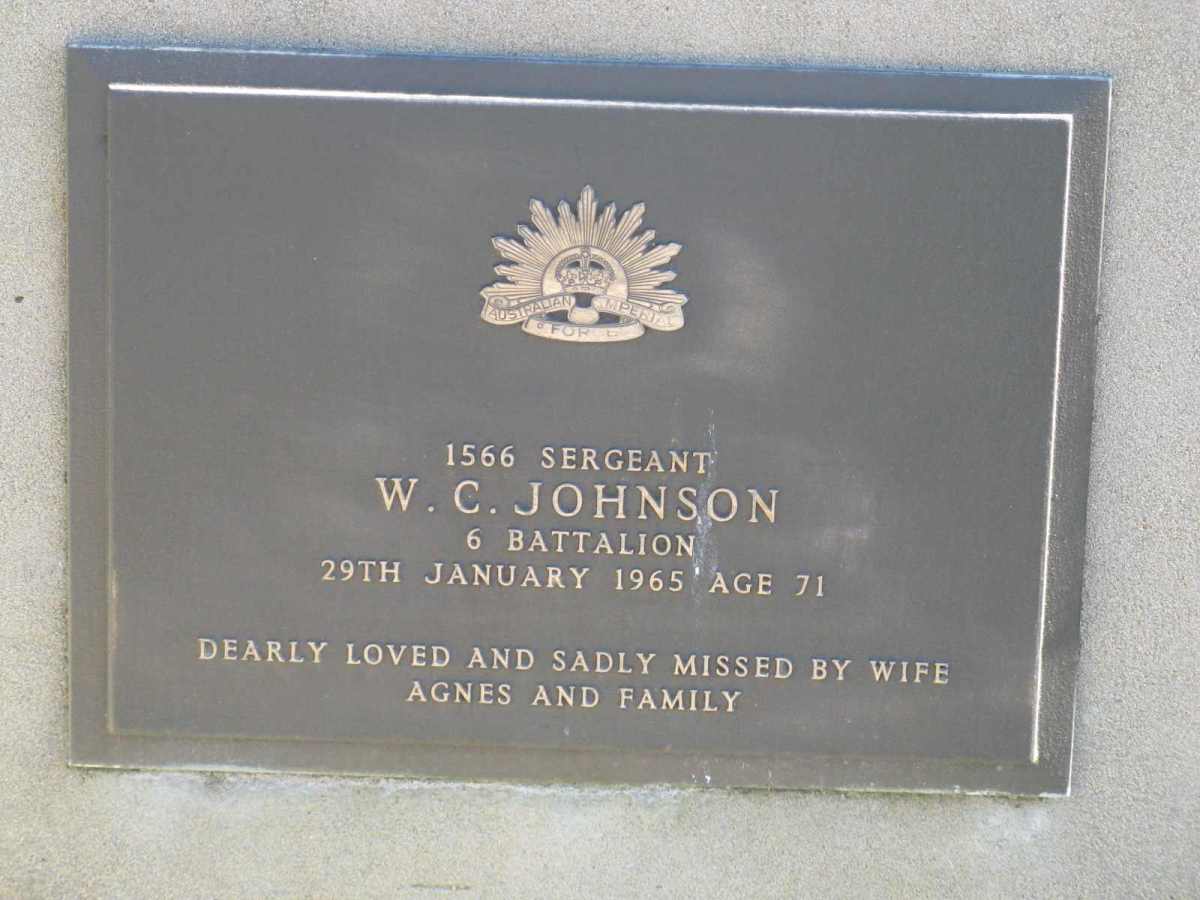 AUSTRALIAN IMPERIAL
FORCE
1566 SERGEANT
W. C. JOHNSON
6 BATTALION
29TH JANUARY 1965 AGE 71
DEARLY LOVED AND SADLY MISSED BY WIFE
AGNES AND FAMILY